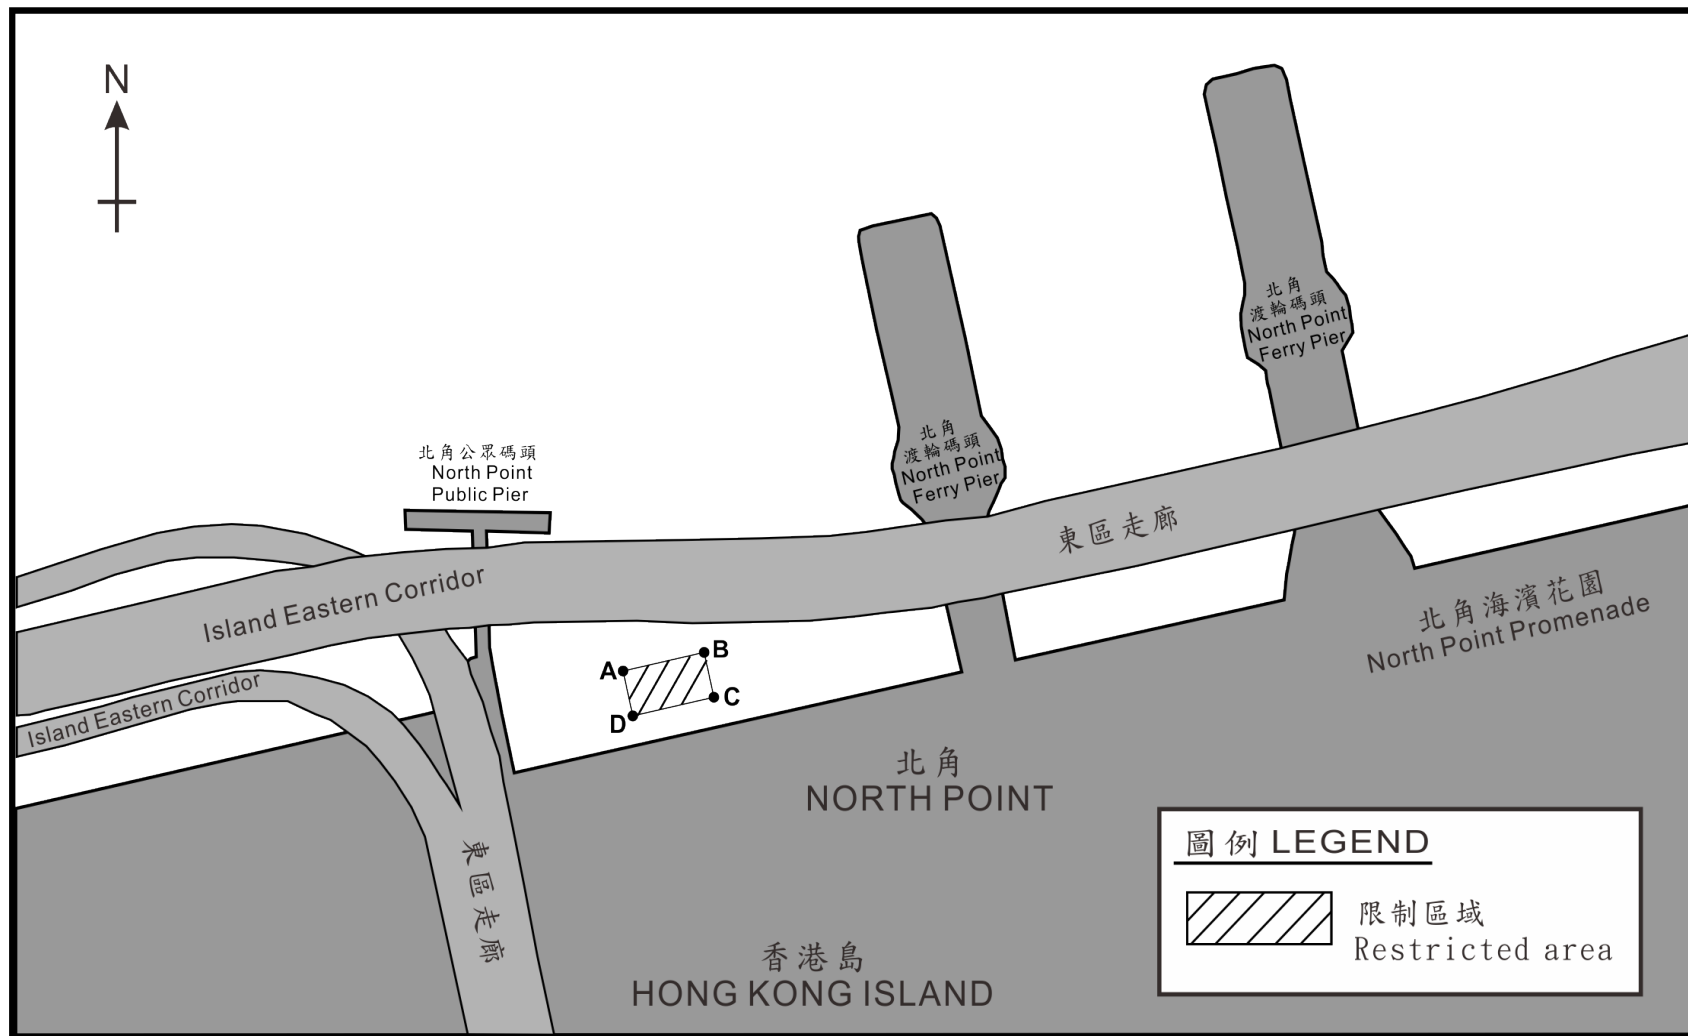 N
北角
渡輪碼頭
North Point
Ferry Pier
北角
渡輪碼頭
North Point
Ferry Pier
北角公眾碼頭
North Point
Public Pier
東區走廊
Island Eastern Corridor
北角海濱花園
North Point Promenade
A
B
C
D
Island Eastern Corridor
北角
NORTH POINT
東區走廊
香港島
HONG KONG ISLAND
圖例 LEGEND
限制區域
Restricted area